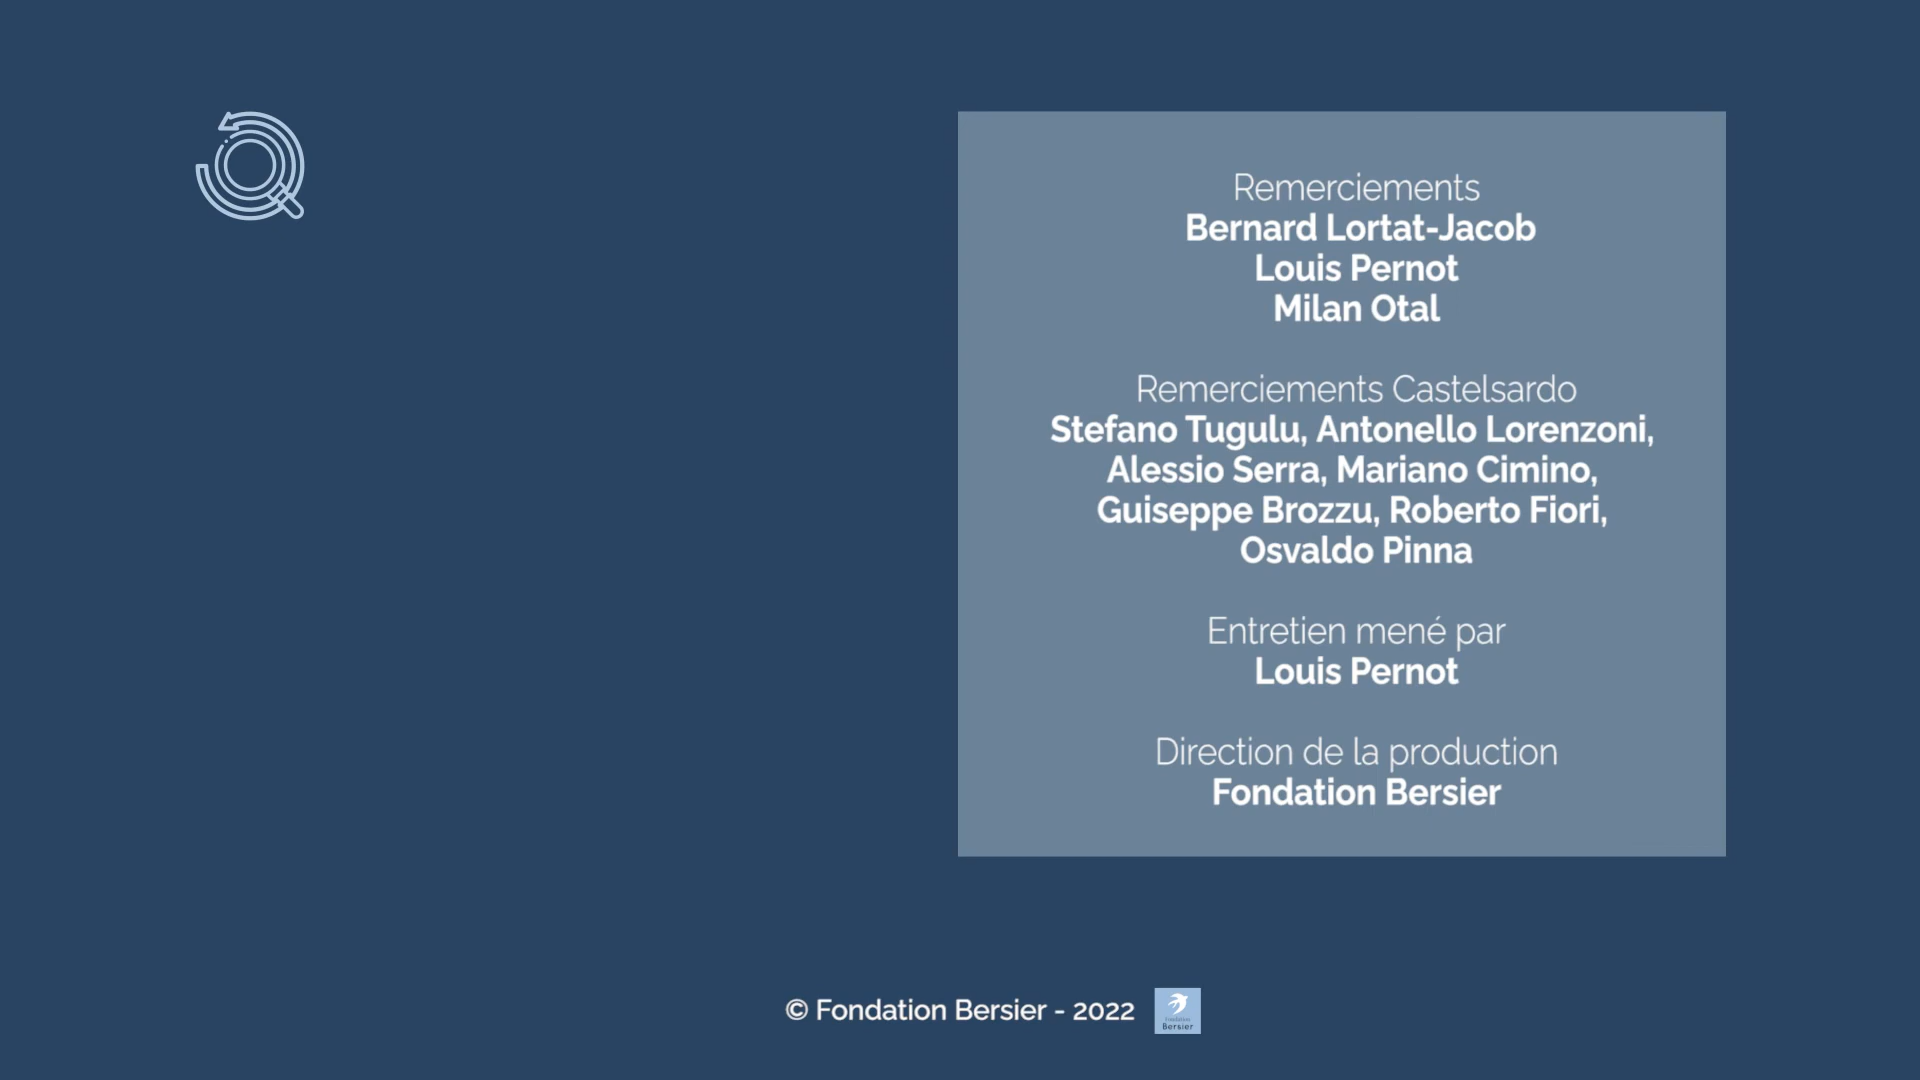 Remerciements
Bernard Lortat-Jacob
Louis Pernot
Milan Otal
Remerciements Castelsardo
Stefano Tugulu, Antonello Lorenzoni,
Alessio Serra, Mariano Cimino,
Guiseppe Brozzu, Roberto Fiori,
Osvaldo Pinna
Entretien mené par
Louis Pernot
Direction de la production
Fondation Bersier
© Fondation Bersier - 2022
Fondation
Bersier